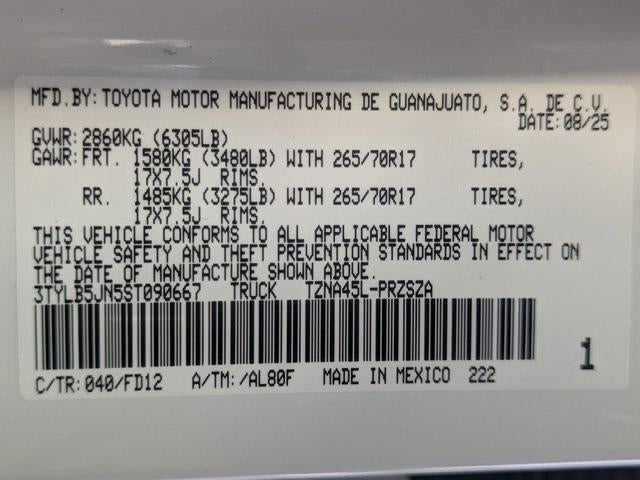 MFD.BY: TOYOTA MOTOR MANUFACTURING DE GUANAJUATO, S.A. DE C.V.
DATE: 08/25
GVWR: 2860KG (6305LB)
GAWR: FRT. 1580KG (3480LB) WITH 265/70R17 TIRES,
17X7.5J RIMS.
RR. 1485KG (3275LB) WITH 265/70R17 TIRES,
17X7.5J RIMS.
THIS VEHICLE CONFORMS TO ALL APPLICABLE FEDERAL MOTOR
VEHICLE SAFETY AND THEFT PREVENTION STANDARDS IN EFFECT ON
THE DATE OF MANUFACTURE SHOWN ABOVE.
3TYLB5JN5ST090667 TRUCK TZNA45L-PRZSZA
1
C/TR: 040/FD12 A/TM: /AL80F MADE IN MEXICO 222